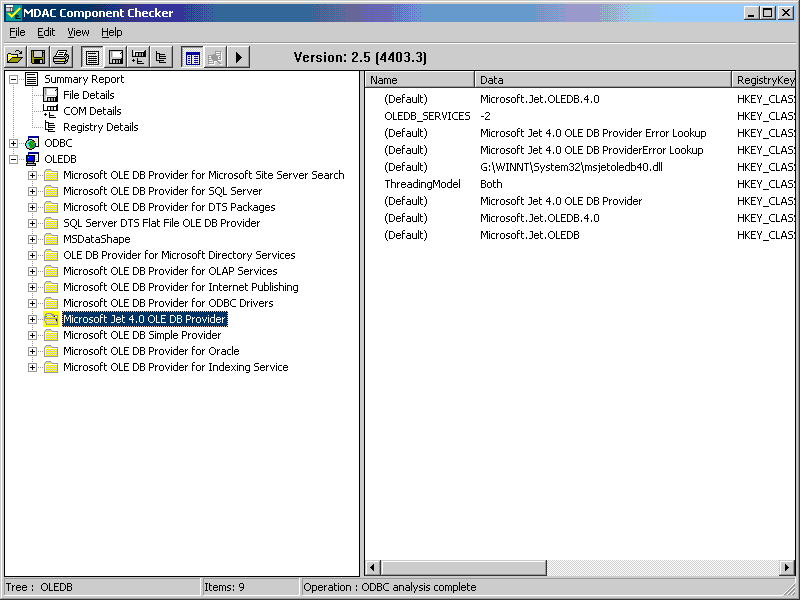 MDAC Component Checker
File Edit View Help
Version: 2.5 (4403.3)
Summary Report
File Details
COM Details
Registry Details
ODBC
OLEDB
Microsoft OLE DB Provider for Microsoft Site Server Search
Microsoft OLE DB Provider for SQL Server
Microsoft OLE DB Provider for DTS Packages
SQL Server DTS Flat File OLE DB Provider
MSDataShape
OLE DB Provider for Microsoft Directory Services
Microsoft OLE DB Provider for OLAP Services
Microsoft OLE DB Provider for Internet Publishing
Microsoft OLE DB Provider for ODBC Drivers
Microsoft Jet 4.0 OLE DB Provider
Microsoft OLE DB Simple Provider
Microsoft OLE DB Provider for Oracle
Microsoft OLE DB Provider for Indexing Service
Name Data RegistryKey
(Default) Microsoft.Jet.OLEDB.4.0 HKEY_CLAS
OLEDB_SERVICES -2 HKEY_CLAS
(Default) Microsoft Jet 4.0 OLE DB Provider Error Lookup HKEY_CLAS
(Default) Microsoft Jet 4.0 OLE DB ProviderError Lookup HKEY_CLAS
(Default) G:\WINNT\System32\msjetoledb40.dll HKEY_CLAS
ThreadingModel Both HKEY_CLAS
(Default) Microsoft Jet 4.0 OLE DB Provider HKEY_CLAS
(Default) Microsoft.Jet.OLEDB.4.0 HKEY_CLAS
(Default) Microsoft.Jet.OLEDB HKEY_CLAS
Tree : OLEDB Items: 9 Operation : ODBC analysis complete